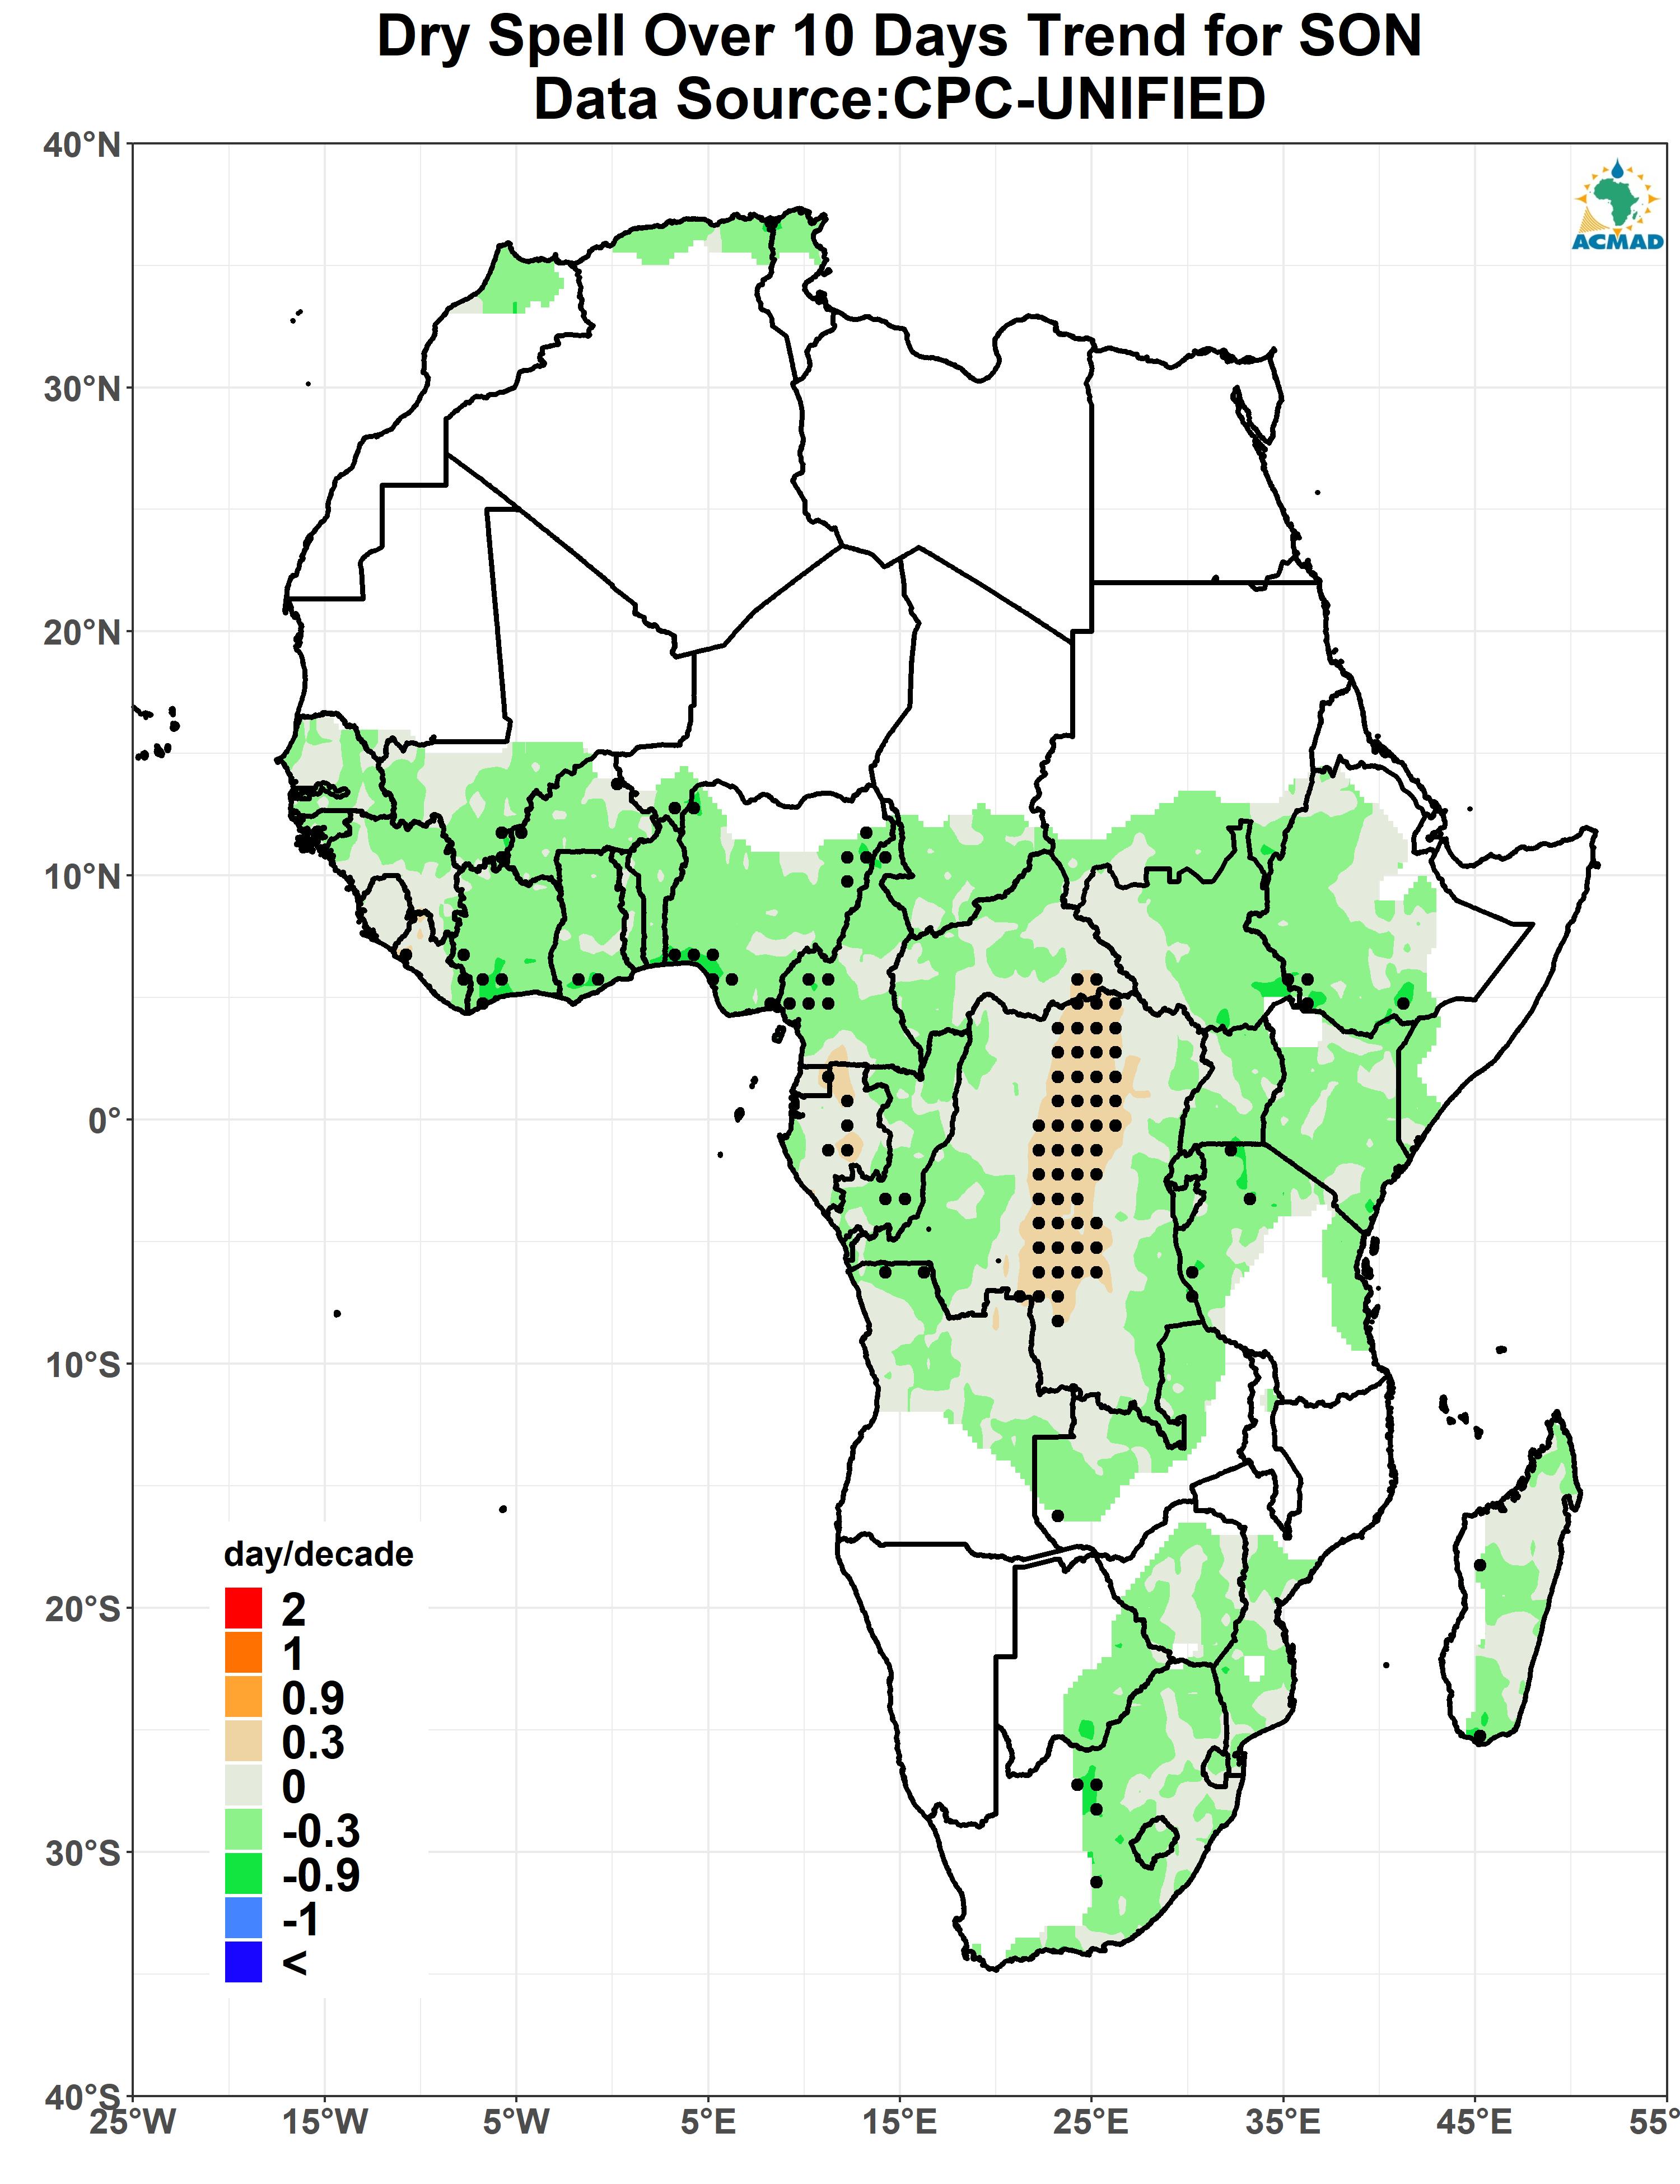 Dry Spell Over 10 Days Trend for SON
Data Source:CPC-UNIFIED
40°N
ACMAD
30°N
20°N
10°N
0°
10°S
20°S
30°S
40°S
day/decade
2
1
0.9
0.3
0
-0.3
-0.9
-1
<
25°W 15°W 5°W 5°E 15°E 25°E 35°E 45°E 55°